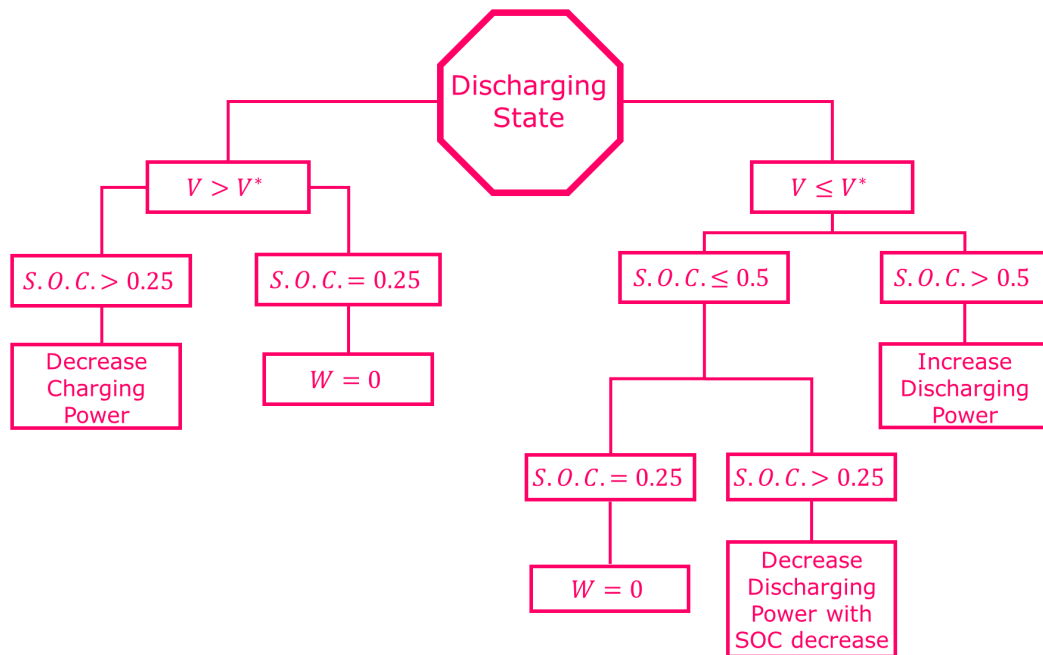 Discharging
State
V > V*
V ≤ V*
S.O.C.> 0.25
S.O.C.= 0.25
S.O.C.≤ 0.5
S.O.C.> 0.5
Decrease
Charging
Power
W = 0
Increase
Discharging
Power
S.O.C.= 0.25
S.O.C.> 0.25
W = 0
Decrease
Discharging
Power with
SOC decrease